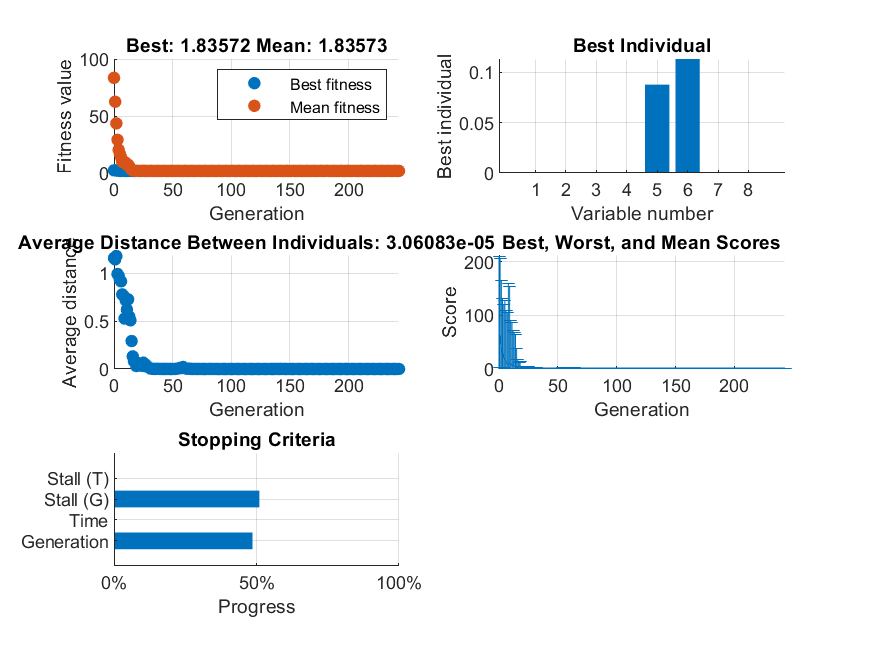 Best: 1.83572 Mean: 1.83573
Fitness value
100
50
0
Best fitness
Mean fitness
0 50 100 150 200
Generation
Best Individual
Best individual
0.1
0.05
0
1 2 3 4 5 6 7 8
Variable number
Average Distance Between Individuals: 3.06083e-05
Average distance
1
0.5
0
0 50 100 150 200
Generation
Best, Worst, and Mean Scores
Score
200
100
0
0 50 100 150 200
Generation
Stopping Criteria
Stall (T)
Stall (G)
Time
Generation
0% 50% 100%
Progress